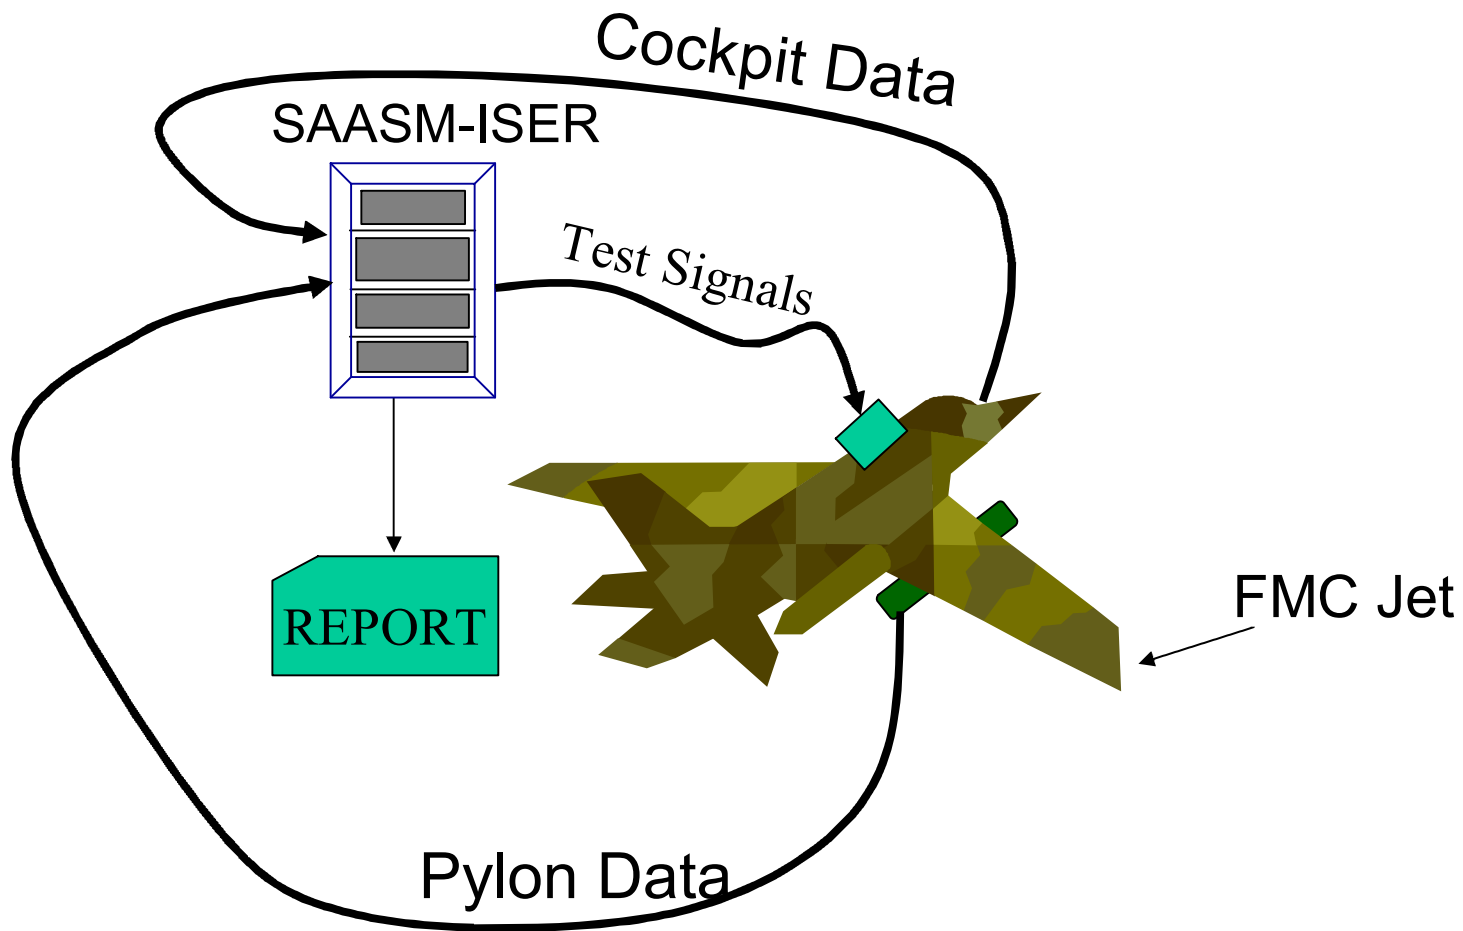 Cockpit Data
SAASM-ISER
Test Signals
REPORT
FMC Jet
Pylon Data